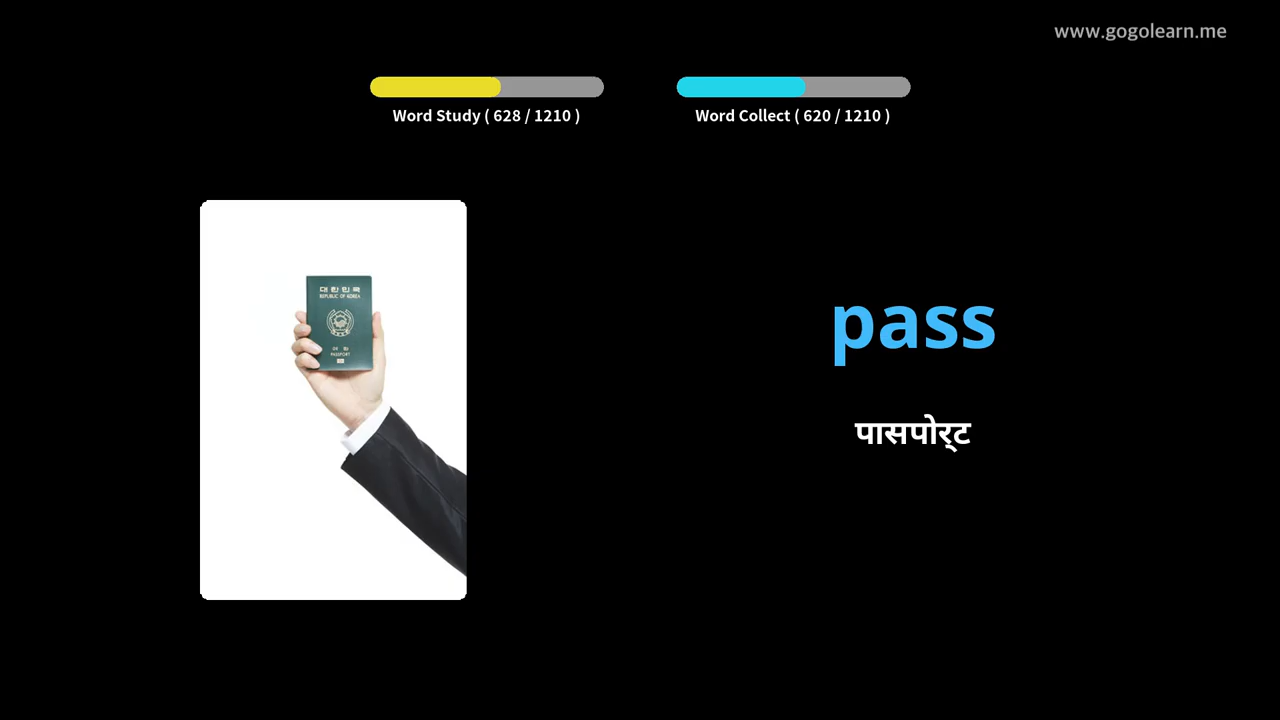 www.gogolearn.me
Word Study ( 628 / 1210 )
Word Collect ( 620 / 1210 )
대한민국
REPUBLIC OF KOREA
여 권
PASSPORT
pass
पासपोर्ट